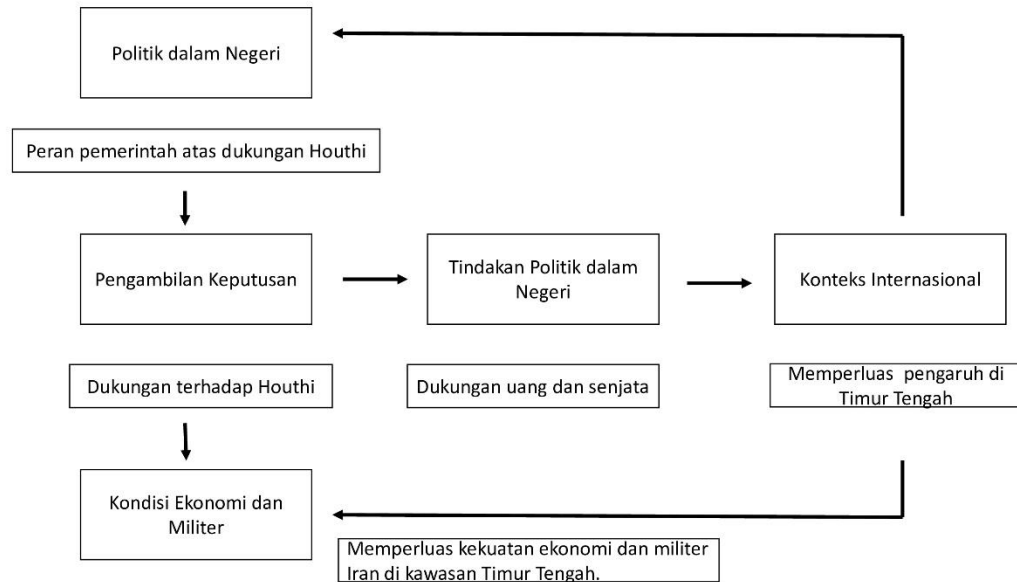 Politik dalam Negeri
Peran pemerintah atas dukungan Houthi
Pengambilan Keputusan
Tindakan Politik dalam
Negeri
Konteks Internasional
Dukungan terhadap Houthi
Dukungan uang dan senjata
Memperluas pengaruh di
Timur Tengah
Kondisi Ekonomi dan
Militer
Memperluas kekuatan ekonomi dan militer
Iran di kawasan Timur Tengah.